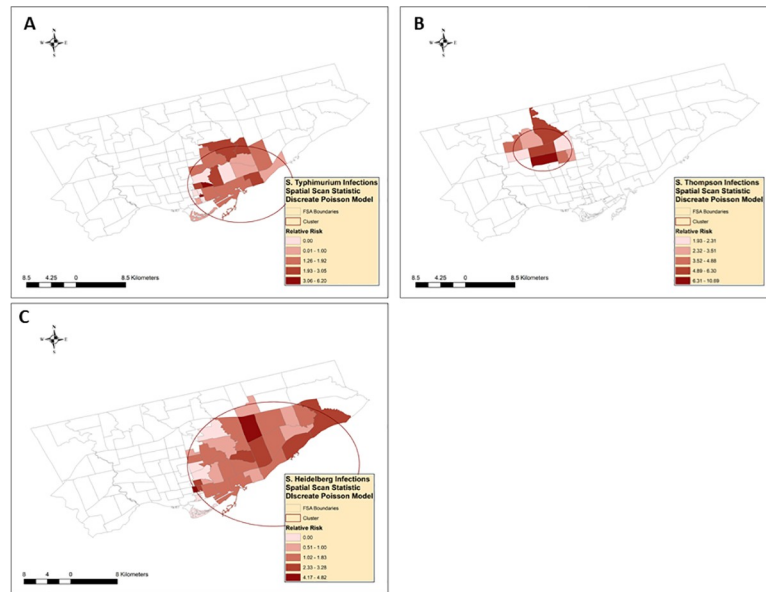 A
N
W E
S
S. Typhimurium Infections
Spatial Scan Statistic
Discreate Poisson Model
FSA Boundaries
Cluster
Relative Risk
0.00
0.01 - 1.00
1.26 - 1.92
1.93 - 3.05
3.06 - 6.20
8.5 4.25 0 8.5 Kilometers
B
N
W E
S
S. Thompson Infections
Spatial Scan Statistic
Discreate Poisson Model
FSA Boundaries
Cluster
Relative Risk
1.93 - 2.31
2.32 - 3.51
3.52 - 4.88
4.89 - 6.30
6.31 - 10.69
8.5 4.25 0 8.5 Kilometers
C
N
W E
S
S. Heidelberg Infections
Spatial Scan Statistic
DIscreate Poisson Model
FSA Boundaries
Cluster
Relative Risk
0.00
0.51 - 1.00
1.02 - 1.83
2.33 - 3.28
4.17 - 4.82
8 4 0 8 Kilometers